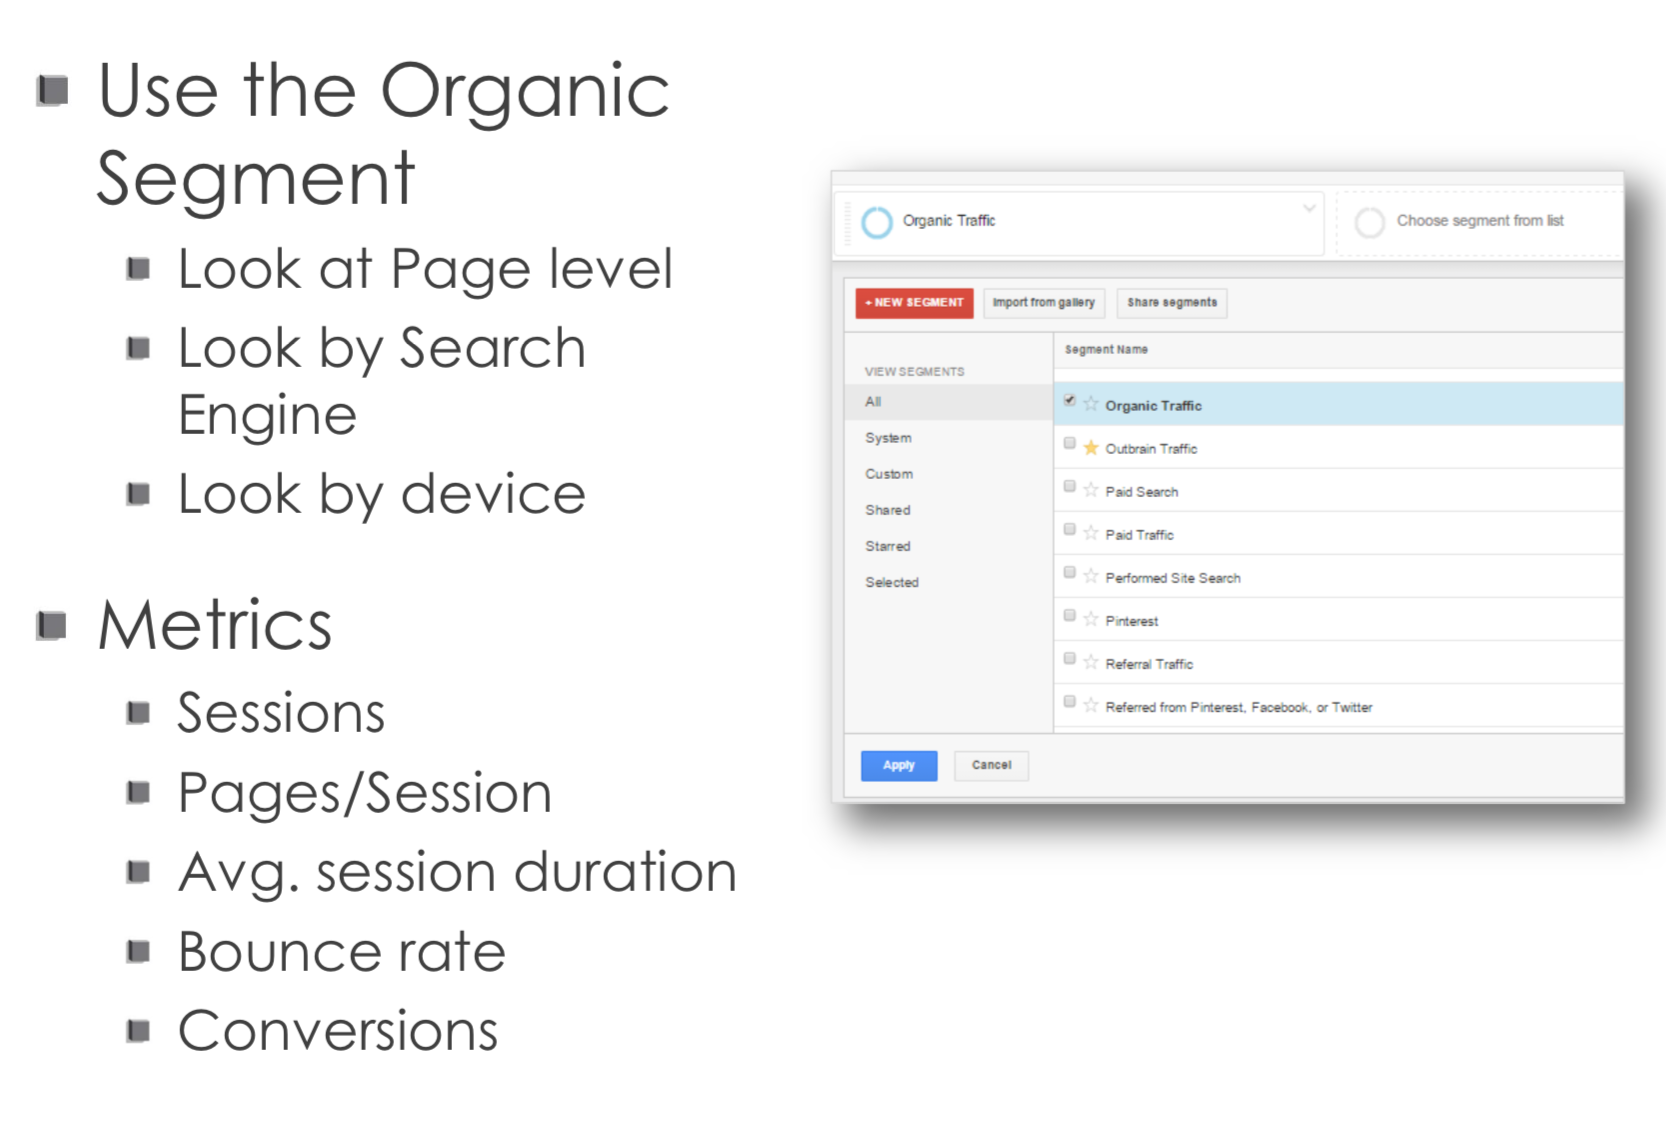 Use the Organic
Segment
Look at Page level
Look by Search
Engine
Look by device
Metrics
Sessions
Pages/Session
Avg. session duration
Bounce rate
Conversions
Organic Traffic
Choose segment from list
+ NEW SEGMENT
Import from gallery
Share segments
VIEW SEGMENTS
All
System
Custom
Shared
Starred
Selected
Segment Name
Organic Traffic
Outbrain Traffic
Paid Search
Paid Traffic
Performed Site Search
Pinterest
Referral Traffic
Referred from Pinterest, Facebook, or Twitter
Apply
Cancel